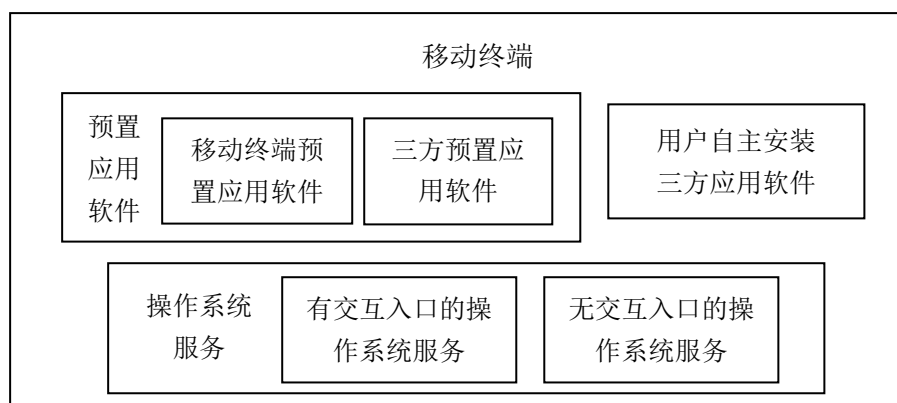 移动终端
预置
应用
软件
移动终端预
置应用软件
三方预置应
用软件
用户自主安装
三方应用软件
操作系统
服务
有交互入口的操
作系统服务
无交互入口的操
作系统服务